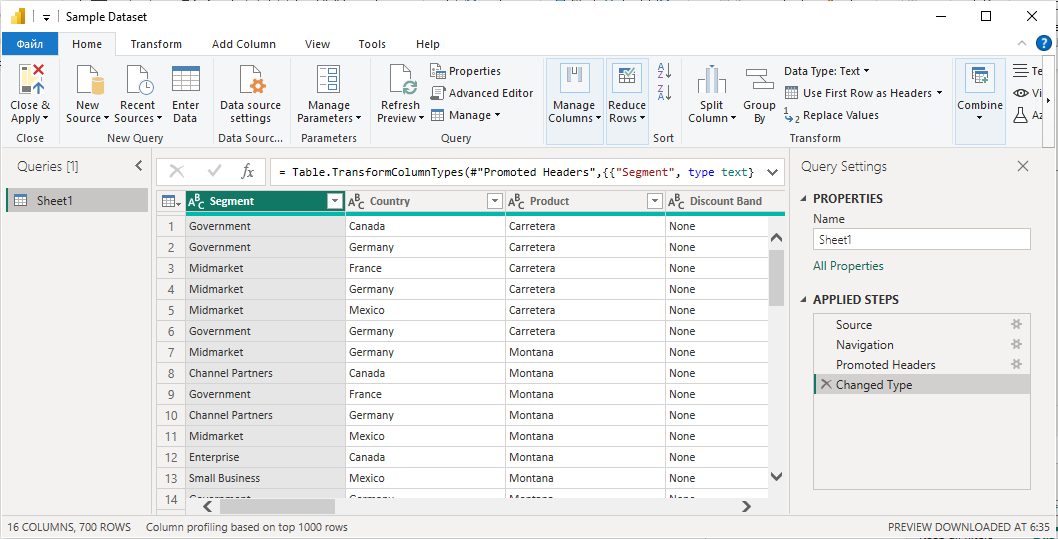 Sample Dataset
Файл Home Transform Add Column View Tools Help
Close & Apply
New Source
Recent Sources
Enter Data
Data source settings
Manage Parameters
Refresh Preview
Properties
Advanced Editor
Manage
Manage Columns
Reduce Rows
Split Column
Group By
Data Type: Text
Use First Row as Headers
Replace Values
Combine
Te
Vi
Az
Close New Query Data Sourc... Parameters Query Sort Transform
Queries [1]
Sheet1
fx = Table.TransformColumnTypes(#"Promoted Headers",{{"Segment", type text}
Segment Country Product Discount Band
1 Government Canada Carretera None
2 Government Germany Carretera None
3 Midmarket France Carretera None
4 Midmarket Germany Carretera None
5 Midmarket Mexico Carretera None
6 Government Germany Carretera None
7 Midmarket Germany Montana None
8 Channel Partners Canada Montana None
9 Government France Montana None
10 Channel Partners Germany Montana None
11 Midmarket Mexico Montana None
12 Enterprise Canada Montana None
13 Small Business Mexico Montana None
14 Government Germany Montana None
Query Settings
PROPERTIES
Name
Sheet1
All Properties
APPLIED STEPS
Source
Navigation
Promoted Headers
Changed Type
16 COLUMNS, 700 ROWS Column profiling based on top 1000 rows PREVIEW DOWNLOADED AT 6:35